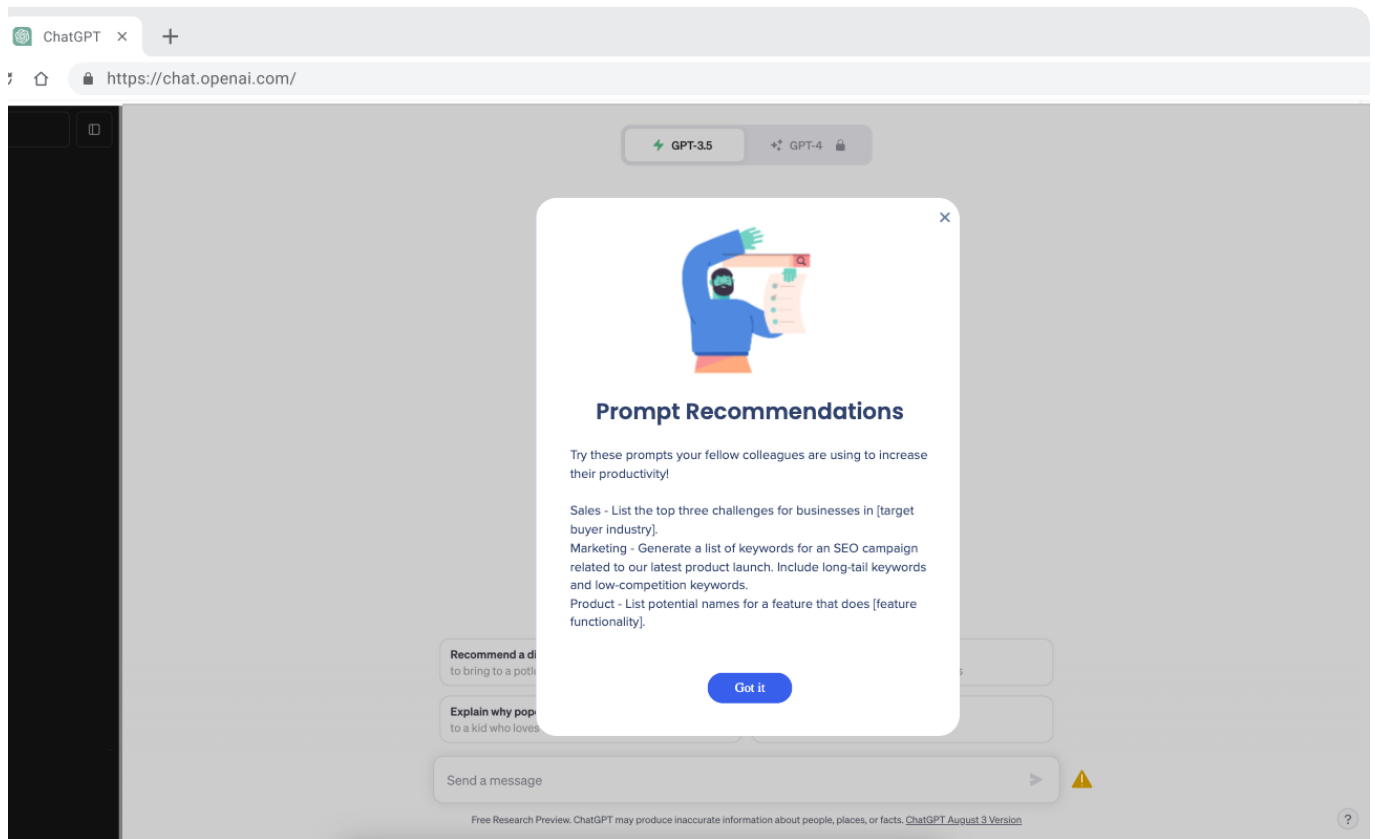 ChatGPT
https://chat.openai.com/
GPT-3.5
GPT-4
Prompt Recommendations
Try these prompts your fellow colleagues are using to increase
their productivity!
Sales - List the top three challenges for businesses in [target
buyer industry].
Marketing - Generate a list of keywords for an SEO campaign
related to our latest product launch. Include long-tail keywords
and low-competition keywords.
Product - List potential names for a feature that does [feature
functionality].
Got it
Recommend a
to bring to a
Explain why
to a kid who loves
Send a message
Free Research Preview. ChatGPT may produce inaccurate information about people, places, or facts. ChatGPT August 3 Version
?